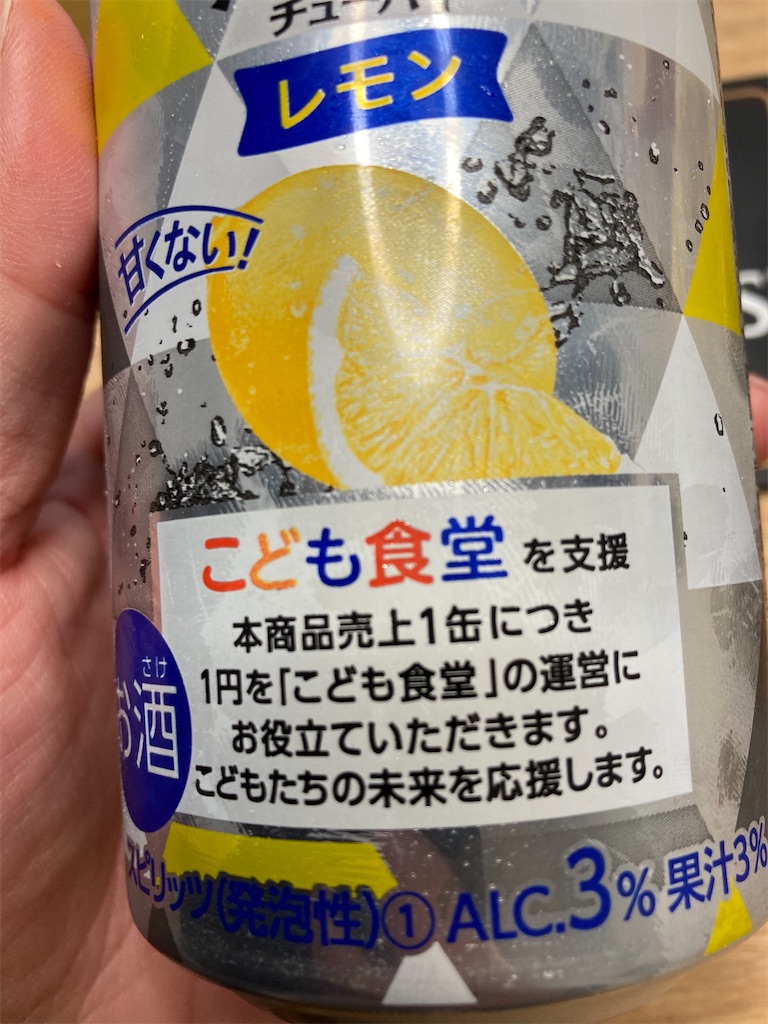 チューハイ
レモン
甘くない!
こども食堂を支援
本商品売上1缶につき
1円を「こども食堂」の運営に
お役立ていただきます。
こどもたちの未来を応援します。
さけ
お酒
スピリッツ(発泡性)① ALC.3% 果汁3%
S